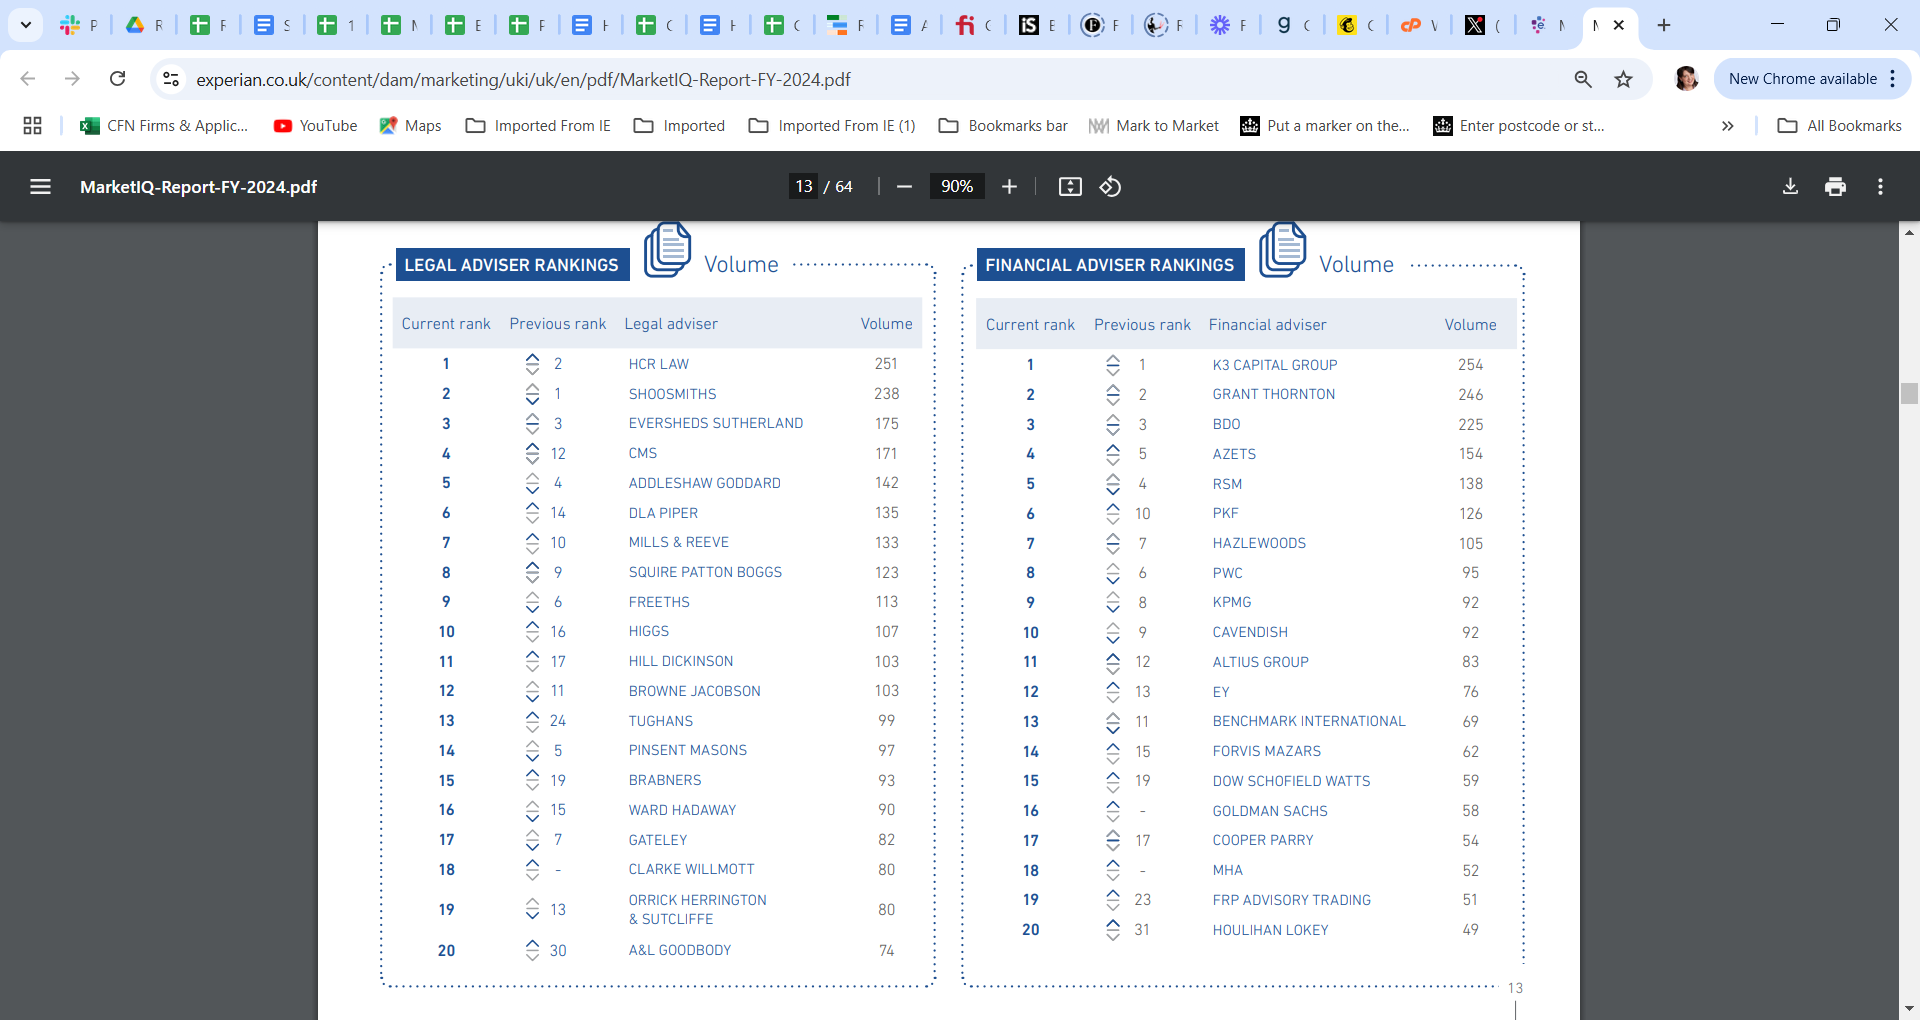 experian.co.uk/content/dam/marketing/uki/uk/en/pdf/MarketIQ-Report-FY-2024.pdf
New Chrome available
CFN Firms & Applic...
YouTube
Maps
Imported From IE
Imported
Imported From IE (1)
Bookmarks bar
Mark to Market
Put a marker on the...
Enter postcode or st...
All Bookmarks
MarketIQ-Report-FY-2024.pdf
13 / 64
90%
LEGAL ADVISER RANKINGS Volume
Current rank Previous rank Legal adviser Volume
1 2 HCR LAW 251
2 1 SHOOSMITHS 238
3 3 EVERSHEDS SUTHERLAND 175
4 12 CMS 171
5 4 ADDLESHAW GODDARD 142
6 14 DLA PIPER 135
7 10 MILLS & REEVE 133
8 9 SQUIRE PATTON BOGGS 123
9 6 FREETHS 113
10 16 HIGGS 107
11 17 HILL DICKINSON 103
12 11 BROWNE JACOBSON 103
13 24 TUGHANS 99
14 5 PINSENT MASONS 97
15 19 BRABNERS 93
16 15 WARD HADAWAY 90
17 7 GATELEY 82
18 - CLARKE WILLMOTT 80
19 13 ORRICK HERRINGTON
& SUTCLIFFE 80
20 30 A&L GOODBODY 74
FINANCIAL ADVISER RANKINGS Volume
Current rank Previous rank Financial adviser Volume
1 1 K3 CAPITAL GROUP 254
2 2 GRANT THORNTON 246
3 3 BDO 225
4 5 AZETS 154
5 4 RSM 138
6 10 PKF 126
7 7 HAZLEWOODS 105
8 6 PWC 95
9 8 KPMG 92
10 9 CAVENDISH 92
11 12 ALTIUS GROUP 83
12 13 EY 76
13 11 BENCHMARK INTERNATIONAL 69
14 15 FORVIS MAZARS 62
15 19 DOW SCHOFIELD WATTS 59
16 - GOLDMAN SACHS 58
17 17 COOPER PARRY 54
18 - MHA 52
19 23 FRP ADVISORY TRADING 51
20 31 HOULIHAN LOKEY 49
13